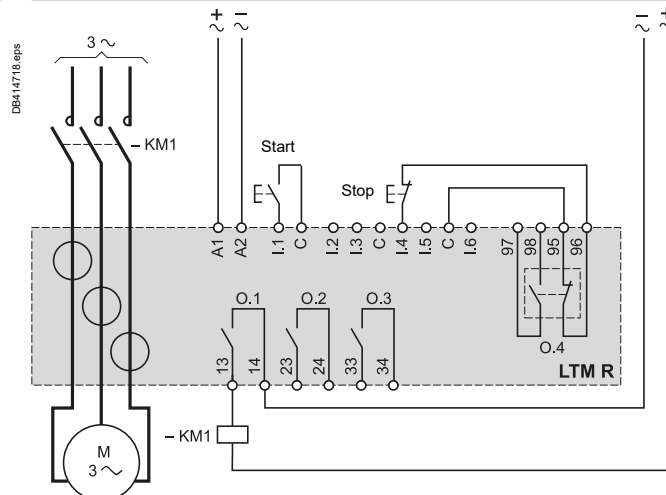 DB414718.eps
3 ~
+ − − +
~ ~ ~ ~
– KM1
Start
Stop
A1 A2 I.1 C I.2 I.3 C I.4 I.5 C I.6 97 98 95 96
O.1 O.2 O.3
O.4
13 14 23 24 33 34
LTM R
– KM1
M
3 ~